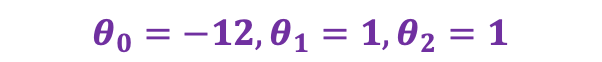 θ₀ = −12, θ₁ = 1, θ₂ = 1